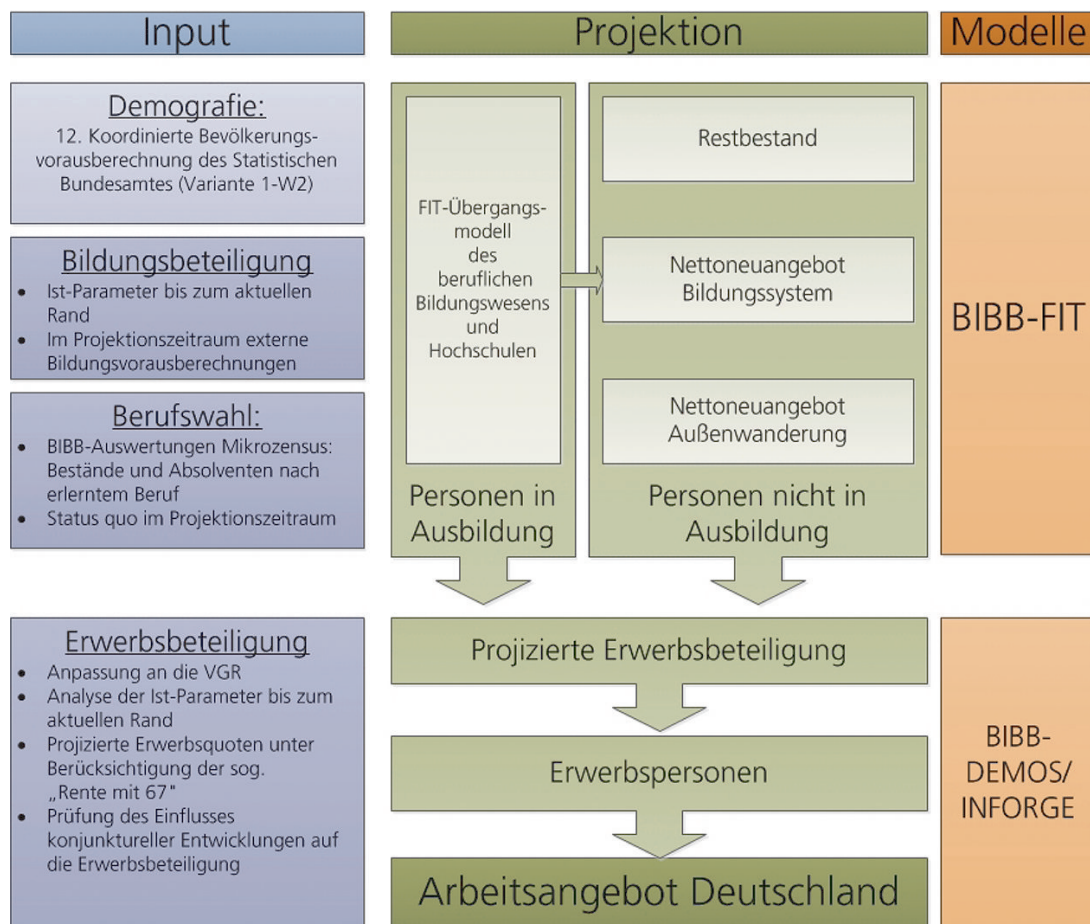 Input
Projektion
Modelle
Demografie:
12. Koordinierte Bevölkerungs-
vorausberechnung des Statistischen
Bundesamtes (Variante 1-W2)
Bildungsbeteiligung
• Ist-Parameter bis zum aktuellen
Rand
• Im Projektionszeitraum externe
Bildungsvorausberechnungen
Berufswahl:
• BIBB-Auswertungen Mikrozensus:
Bestände und Absolventen nach
erlerntem Beruf
• Status quo im Projektionszeitraum
FIT-Übergangs-
modell
des
beruflichen
Bildungswesens
und
Hochschulen
Personen in
Ausbildung
Restbestand
Nettoneuangebot
Bildungssystem
Nettoneuangebot
Außenwanderung
Personen nicht in
Ausbildung
BIBB-FIT
Erwerbsbeteiligung
• Anpassung an die VGR
• Analyse der Ist-Parameter bis zum
aktuellen Rand
• Projizierte Erwerbsquoten unter
Berücksichtigung der sog.
„Rente mit 67"
• Prüfung des Einflusses
konjunktureller Entwicklungen auf
die Erwerbsbeteiligung
Projizierte Erwerbsbeteiligung
Erwerbspersonen
Arbeitsangebot Deutschland
BIBB-
DEMOS/
INFORGE